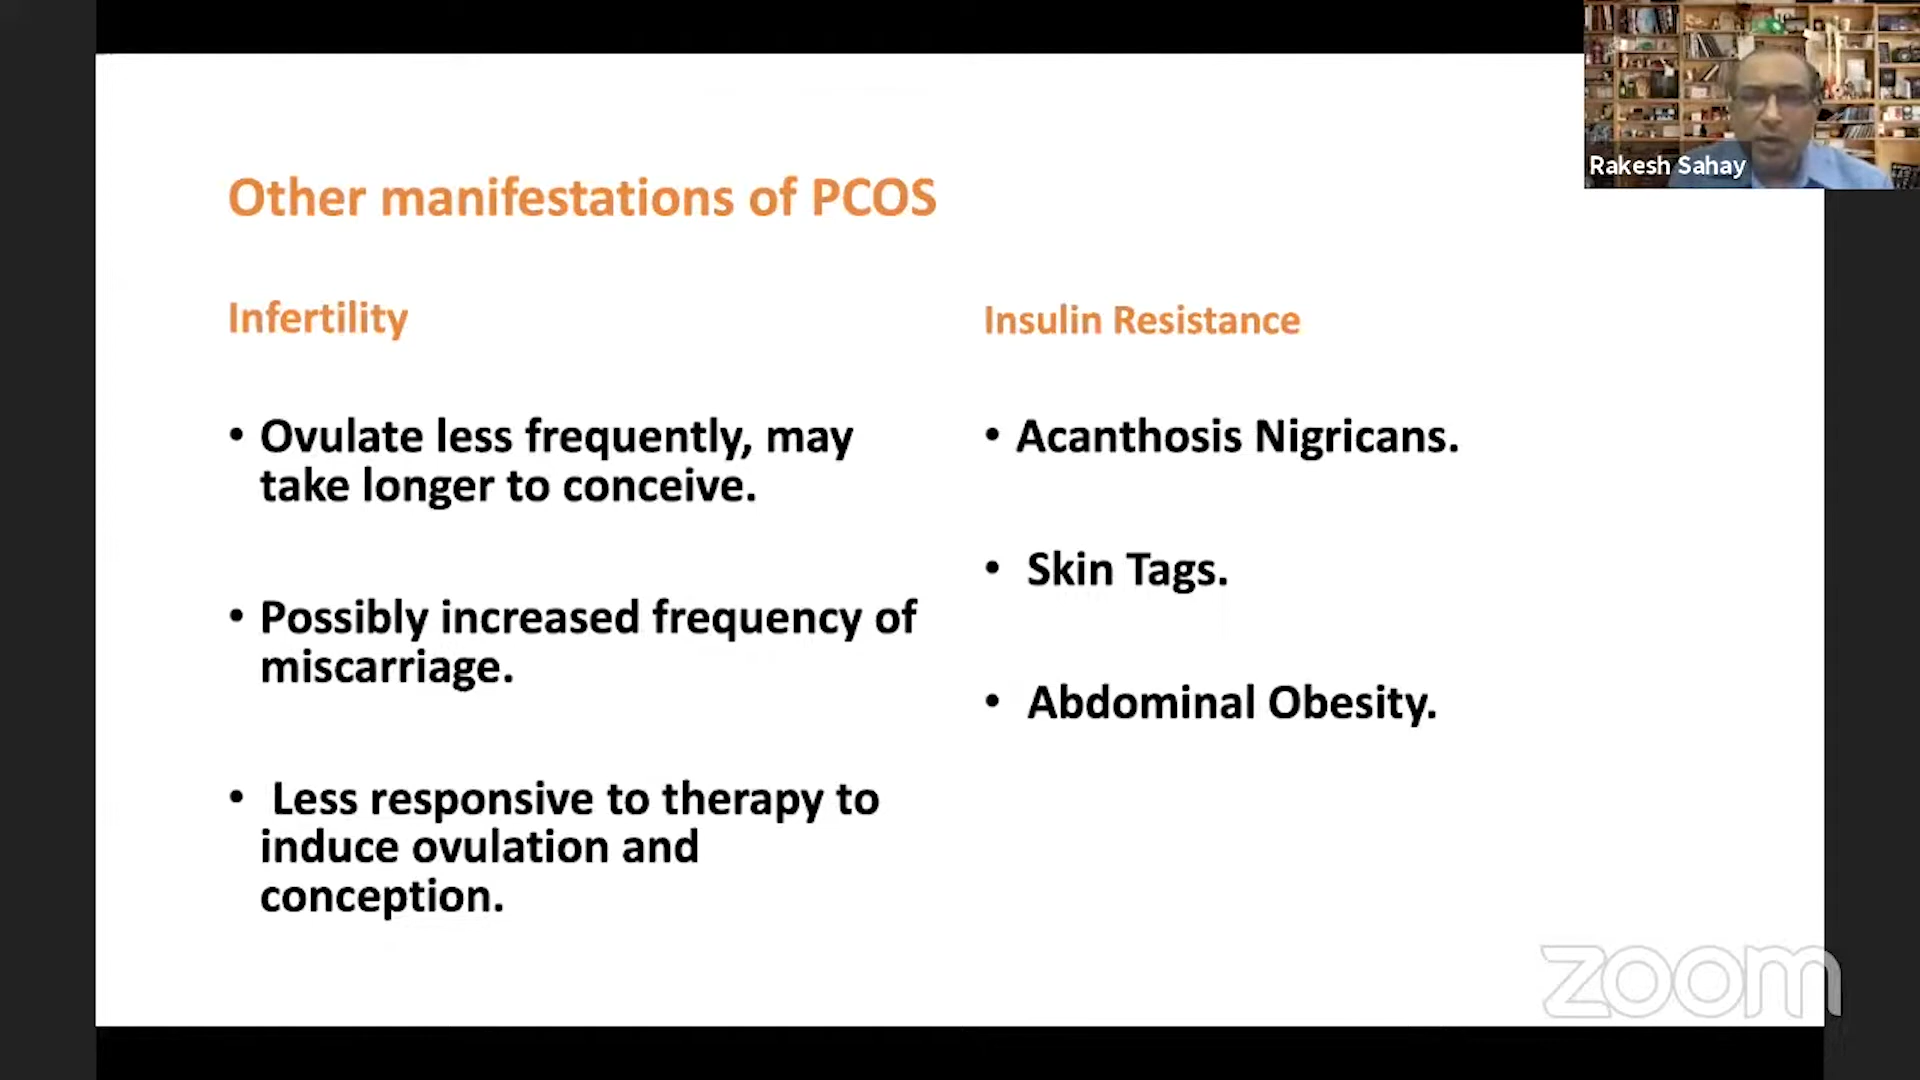 Rakesh Sahay
Other manifestations of PCOS
Infertility
• Ovulate less frequently, may
take longer to conceive.
• Possibly increased frequency of
miscarriage.
• Less responsive to therapy to
induce ovulation and
conception.
Insulin Resistance
• Acanthosis Nigricans.
• Skin Tags.
• Abdominal Obesity.
zoom